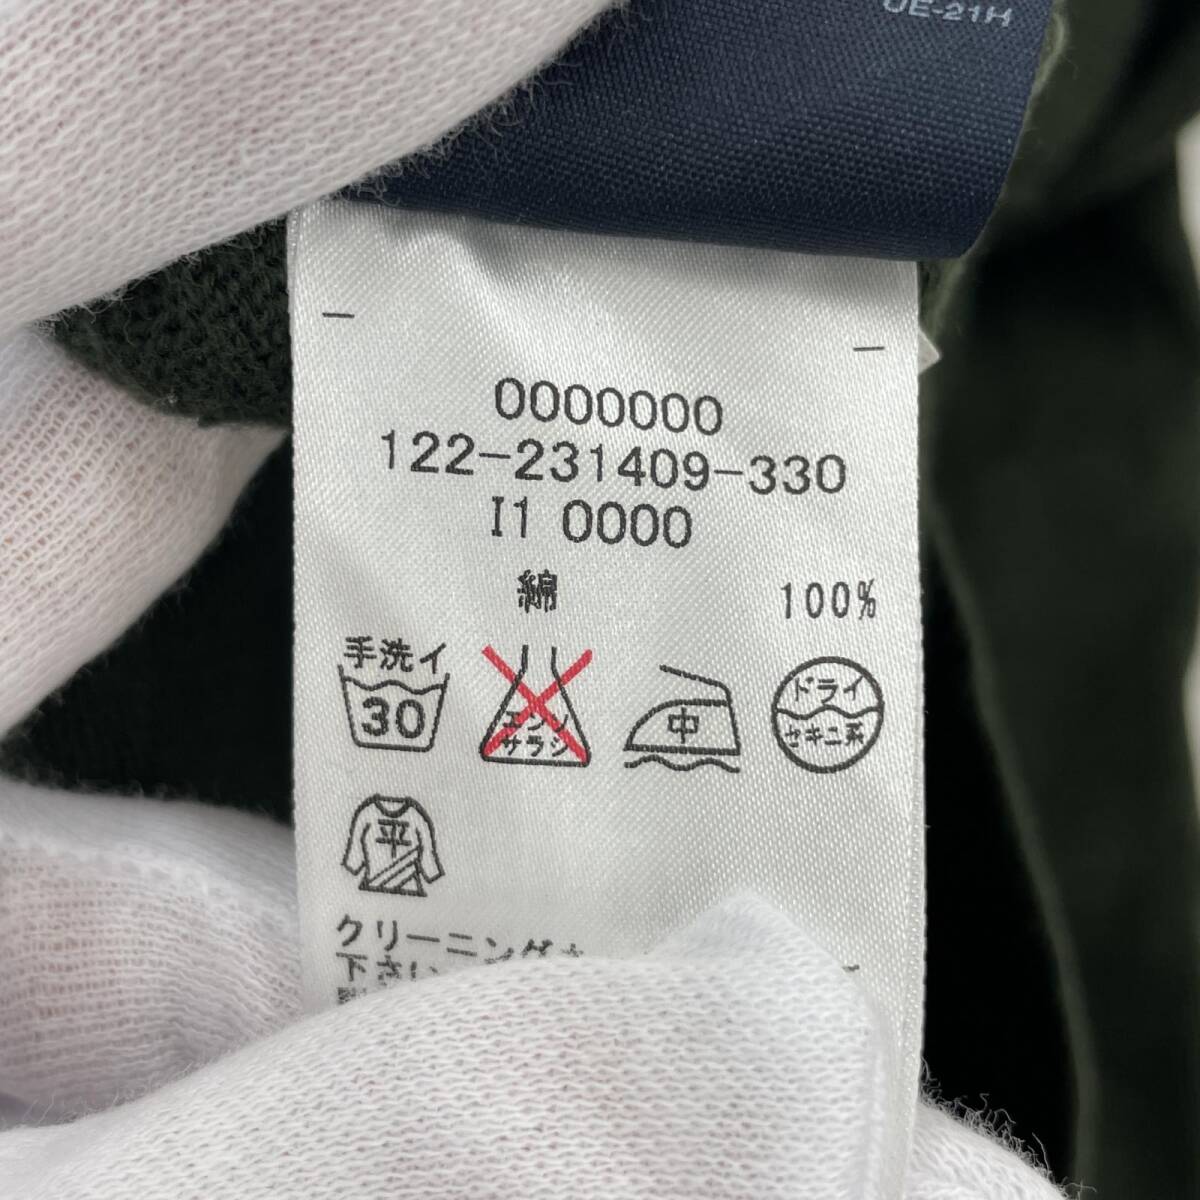 UE-21H
0000000
122-231409-330
I1 0000
綿 100%
手洗イ
30
エンソ
サラシ
中
ドライ
セキユ系
平
クリーニング
下さい